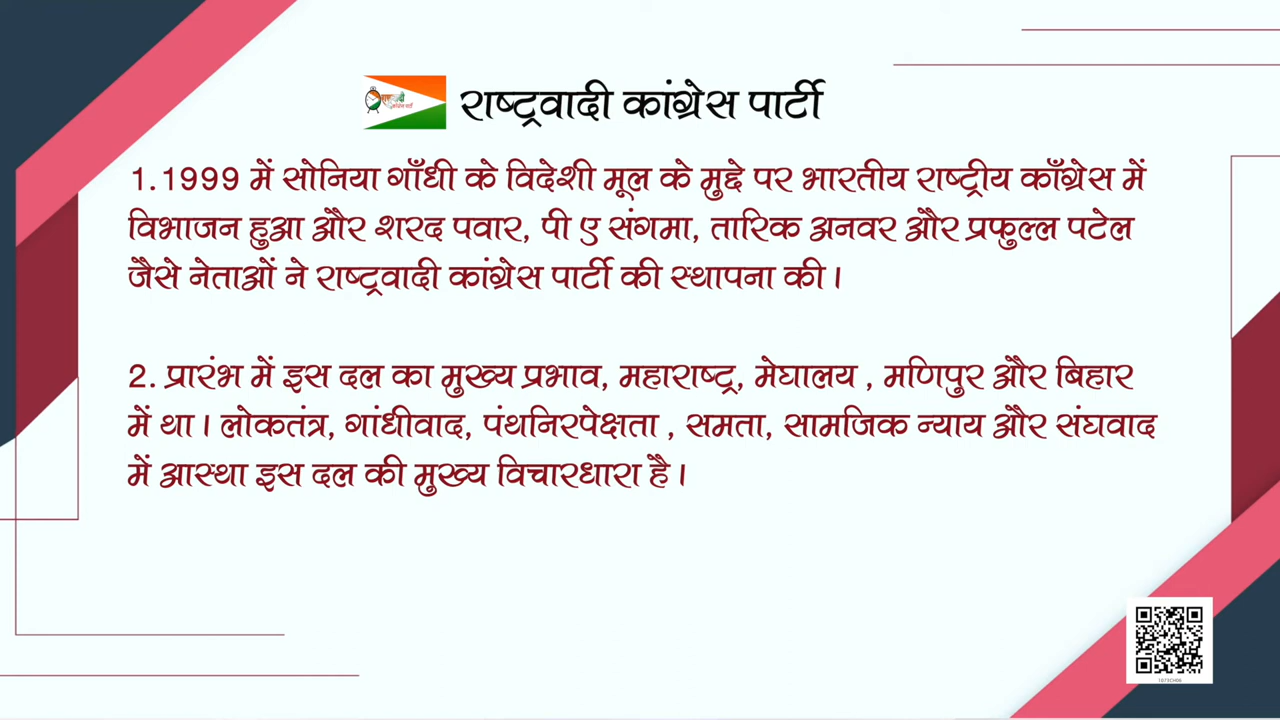 राष्ट्रवादी कांग्रेस पार्टी
1.1999 में सोनिया गाँधी के विदेशी मूल के मुद्दे पर भारतीय राष्ट्रीय काँग्रेस में
विभाजन हुआ और शरद पवार, पी ए संगमा, तारिक अनवर और प्रफुल्ल पटेल
जैसे नेताओं ने राष्ट्रवादी कांग्रेस पार्टी की स्थापना की ।
2. प्रारंभ में इस दल का मुख्य प्रभाव, महाराष्ट्र, मेघालय , मणिपुर और बिहार
में था । लोकतंत्र, गांधीवाद, पंथनिरपेक्षता , समता, सामजिक न्याय और संघवाद
में आस्था इस दल की मुख्य विचारधारा है ।